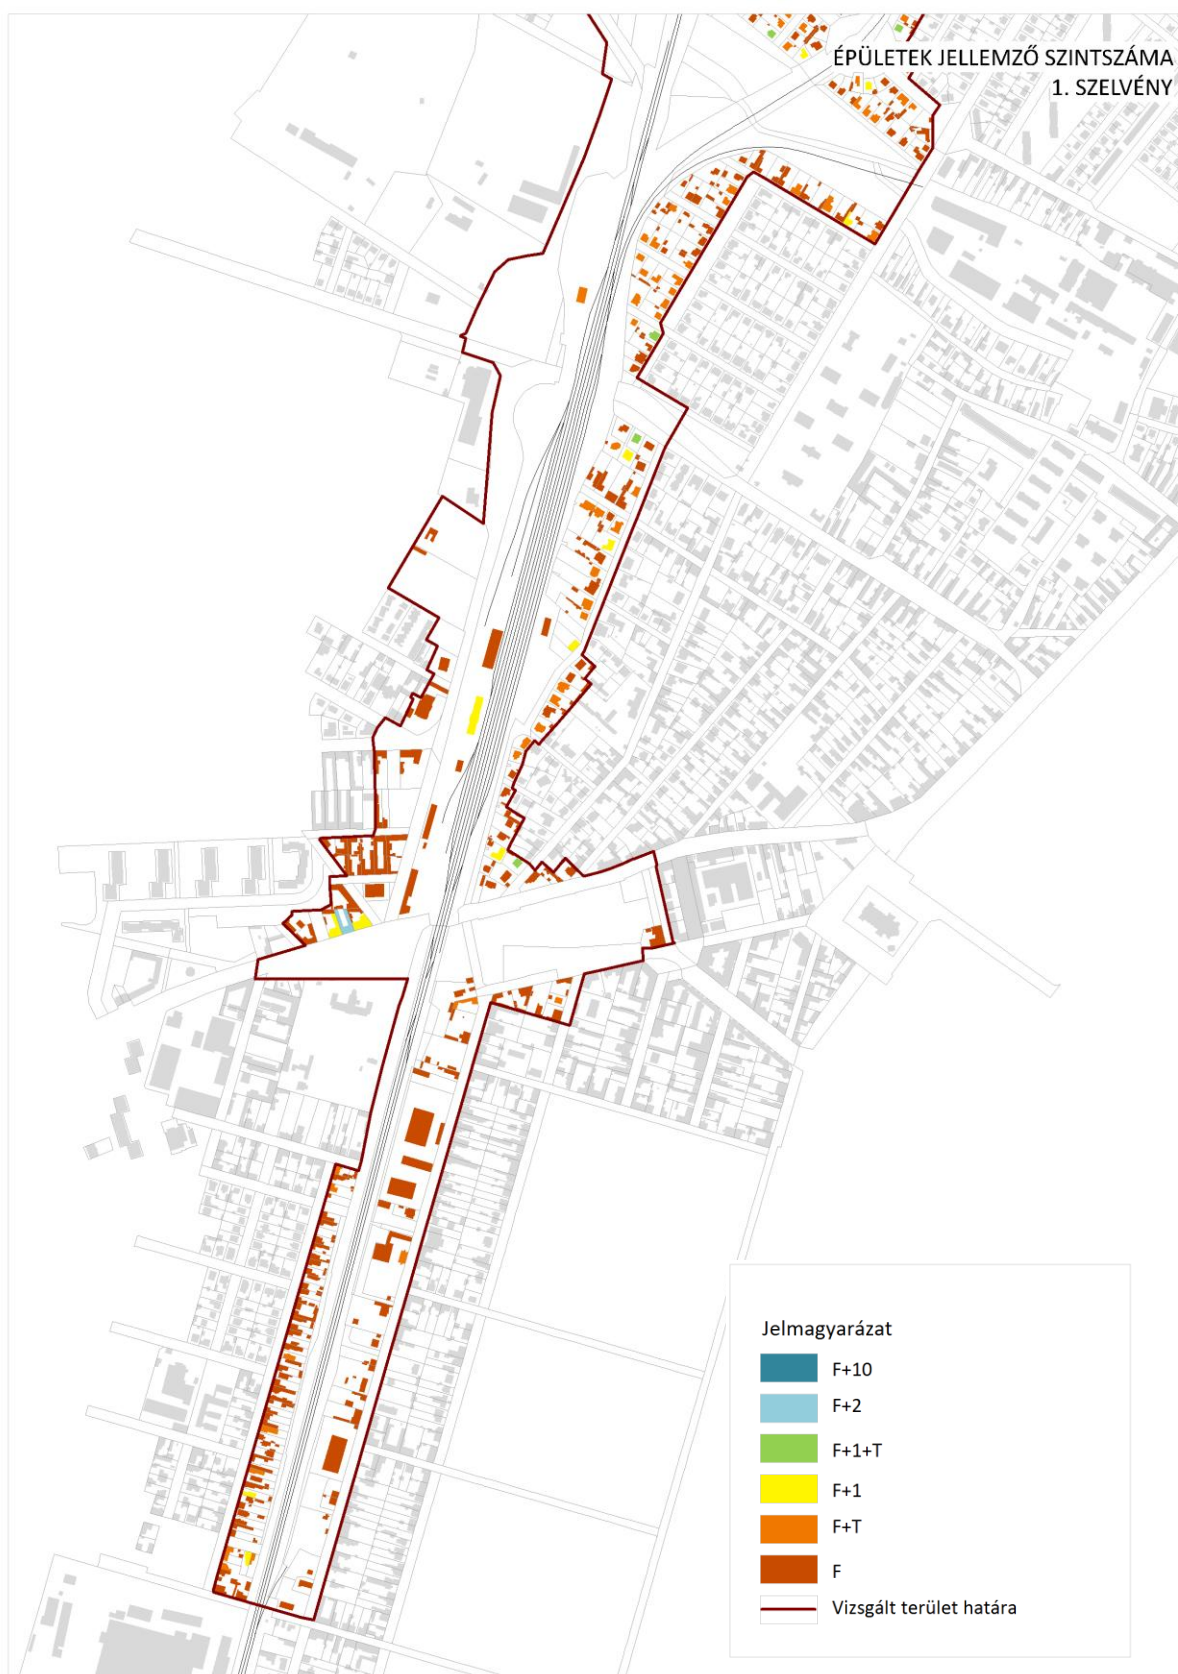 ÉPÜLETEK JELLEMZŐ SZINTSZÁMA
1. SZELVÉNY
Jelmagyarázat
F+10
F+2
F+1+T
F+1
F+T
F
Vizsgált terület határa